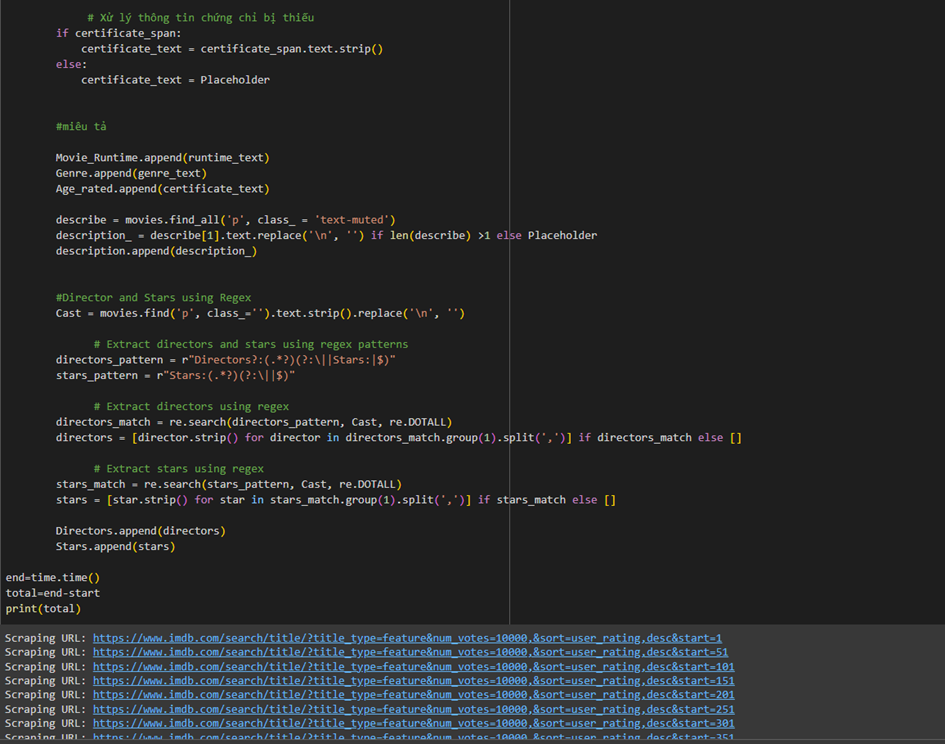 # Xử lý thông tin chứng chỉ bị thiếu
if certificate_span:
certificate_text = certificate_span.text.strip()
else:
certificate_text = Placeholder
#miêu tả
Movie_Runtime.append(runtime_text)
Genre.append(genre_text)
Age_rated.append(certificate_text)
describe = movies.find_all('p', class_ = 'text-muted')
description_ = describe[1].text.replace('\n', '') if len(describe) >1 else Placeholder
description.append(description_)
#Director and Stars using Regex
Cast = movies.find('p', class_='').text.strip().replace('\n', '')
# Extract directors and stars using regex patterns
directors_pattern = r"Directors?:(.*?)(?:\||Stars:|$)"
stars_pattern = r"Stars:(.*?)(?:\||$)"
# Extract directors using regex
directors_match = re.search(directors_pattern, Cast, re.DOTALL)
directors = [director.strip() for director in directors_match.group(1).split(',')] if directors_match else []
# Extract stars using regex
stars_match = re.search(stars_pattern, Cast, re.DOTALL)
stars = [star.strip() for star in stars_match.group(1).split(',')] if stars_match else []
Directors.append(directors)
Stars.append(stars)
end=time.time()
total=end-start
print(total)
Scraping URL: https://www.imdb.com/search/title/?title_type=feature&num_votes=10000,&sort=user_rating,desc&start=1
Scraping URL: https://www.imdb.com/search/title/?title_type=feature&num_votes=10000,&sort=user_rating,desc&start=51
Scraping URL: https://www.imdb.com/search/title/?title_type=feature&num_votes=10000,&sort=user_rating,desc&start=101
Scraping URL: https://www.imdb.com/search/title/?title_type=feature&num_votes=10000,&sort=user_rating,desc&start=151
Scraping URL: https://www.imdb.com/search/title/?title_type=feature&num_votes=10000,&sort=user_rating,desc&start=201
Scraping URL: https://www.imdb.com/search/title/?title_type=feature&num_votes=10000,&sort=user_rating,desc&start=251
Scraping URL: https://www.imdb.com/search/title/?title_type=feature&num_votes=10000,&sort=user_rating,desc&start=301
Scraping URL: https://www.imdb.com/search/title/?title_type=feature&num_votes=10000,&sort=user_rating,desc&start=351